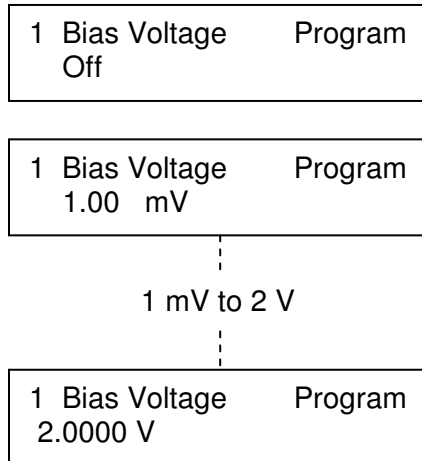 1 Bias Voltage Program
Off
1 Bias Voltage Program
1.00 mV
1 mV to 2 V
1 Bias Voltage Program
2.0000 V